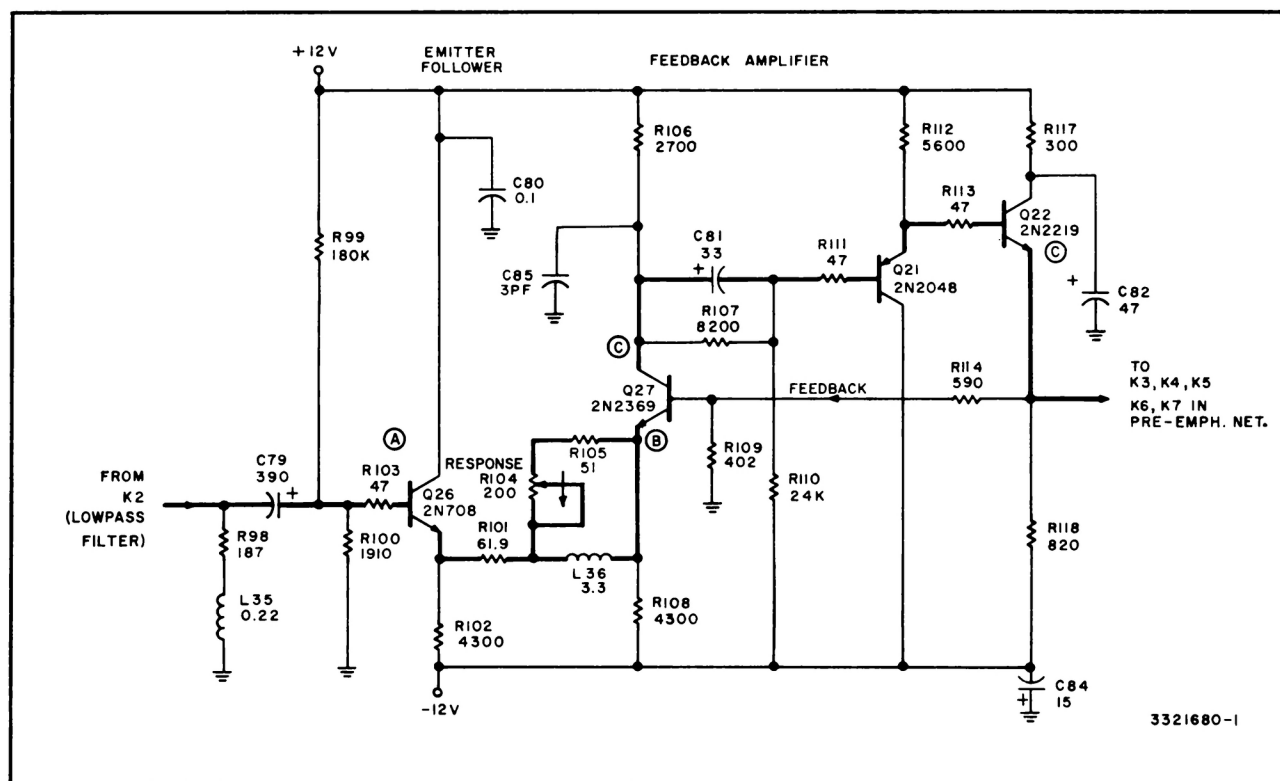 +12V
EMITTER
FOLLOWER
FEEDBACK AMPLIFIER
R106
2700
R112
5600
R117
300
C80
0.1
R113
47
Q22
2N2219
C
R99
180K
C81
33
+
R111
47
C85
3PF
Q21
2N2048
+
C82
47
R107
8200
C
Q27
2N2369
FEEDBACK
R114
590
TO
K3, K4, K5
K6, K7 IN
PRE-EMPH. NET.
A
B
R105
51
R109
402
FROM
K2
(LOWPASS
FILTER)
C79
390
+
R103
47
RESPONSE
R104
200
Q26
2N708
R110
24K
R98
187
R100
1910
R101
61.9
L36
3.3
R118
820
L35
0.22
R102
4300
R108
4300
-12V
+
C84
15
3321680-1